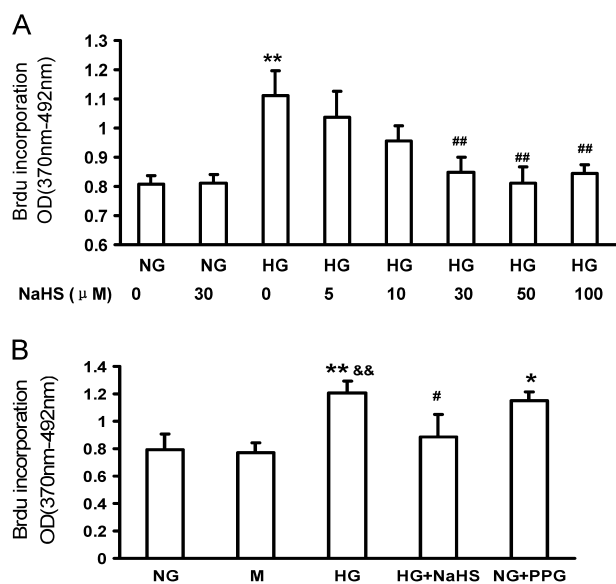 A
Brdu incorporation
OD(370nm-492nm)
1.3
1.2
1.1
1
0.9
0.8
0.7
0.6
**
##
##
##
NG NG HG HG HG HG HG HG
NaHS ( μ M) 0 30 0 5 10 30 50 100
B
Brdu incorporation
OD(370nm-492nm)
1.4
1.2
1
0.8
0.6
0.4
0.2
0
** &&
#
*
NG M HG HG+NaHS NG+PPG